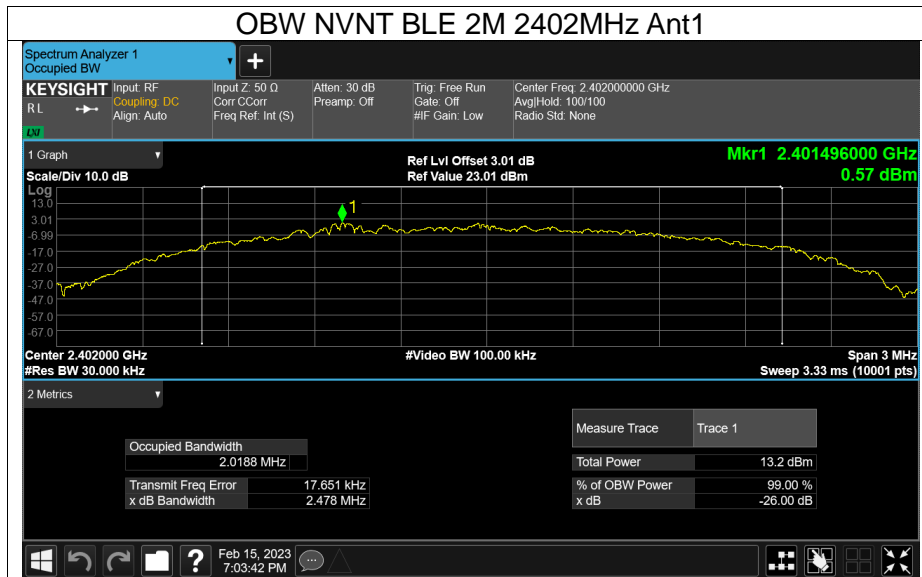 OBW NVNT BLE 2M 2402MHz Ant1
Spectrum Analyzer 1
Occupied BW
+
KEYSIGHT Input: RF Input Z: 50 Ω Atten: 30 dB Trig: Free Run Center Freq: 2.402000000 GHz
RL Coupling: DC Corr CCorr Preamp: Off Gate: Off Avg|Hold: 100/100
Align: Auto Freq Ref: Int (S) #IF Gain: Low Radio Std: None
LXI
1 Graph Ref Lvl Offset 3.01 dB Mkr1 2.401496000 GHz
Scale/Div 10.0 dB Ref Value 23.01 dBm 0.57 dBm
Log
13.0
1
3.01
-6.99
-17.0
-27.0
-37.0
-47.0
-57.0
-67.0
Center 2.402000 GHz #Video BW 100.00 kHz Span 3 MHz
#Res BW 30.000 kHz Sweep 3.33 ms (10001 pts)
2 Metrics
Measure Trace Trace 1
Occupied Bandwidth
2.0188 MHz Total Power 13.2 dBm
Transmit Freq Error 17.651 kHz % of OBW Power 99.00 %
x dB Bandwidth 2.478 MHz x dB -26.00 dB
? Feb 15, 2023
7:03:42 PM